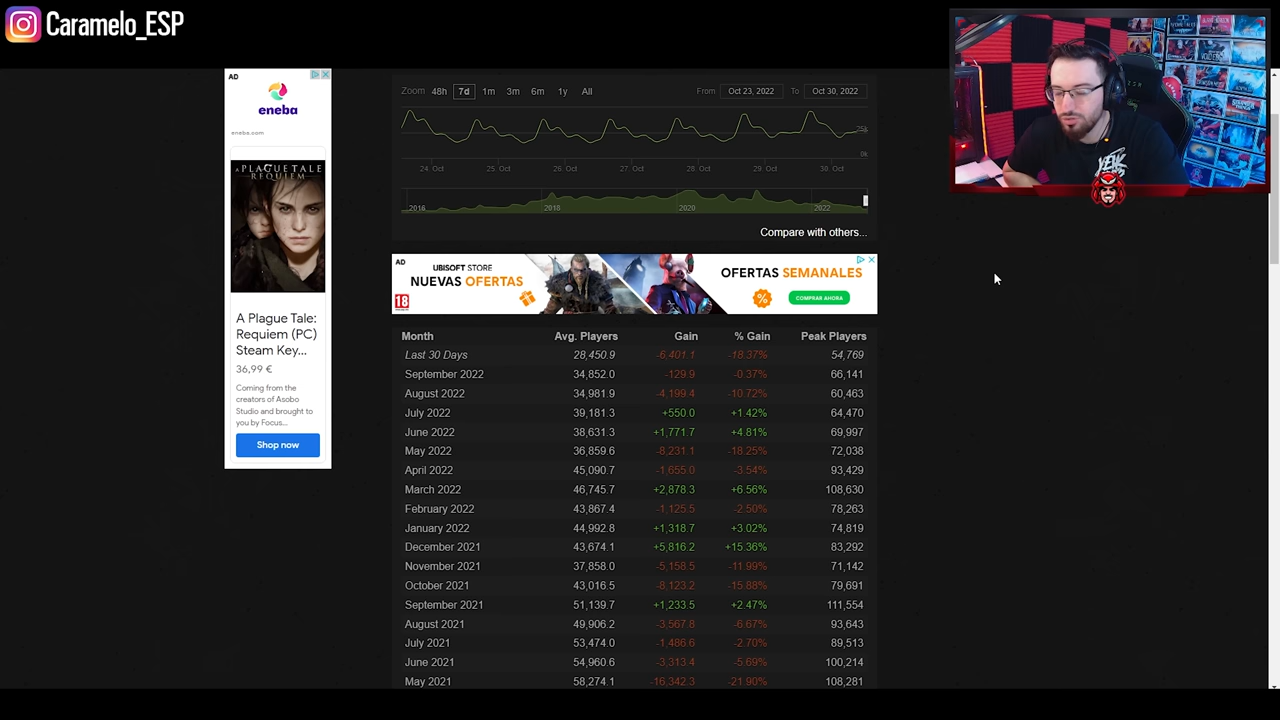 Caramelo_ESP
AD
eneba
eneba.com
A PLAGUE TALE
REQUIEM
A Plague Tale:
Requiem (PC)
Steam Key...
36,99 €
Coming from the
creators of Asobo
Studio and brought to
you by Focus...
Shop now
Zoom 48h 7d 1m 3m 6m 1y All From Oct 23, 2022 To Oct 30, 2022
25k
0k
24. Oct 25. Oct 26. Oct 27. Oct 28. Oct 29. Oct 30. Oct
2016 2018 2020 2022
Compare with others...
AD
UBISOFT STORE
NUEVAS OFERTAS
18
OFERTAS SEMANALES
COMPRAR AHORA
Month Avg. Players Gain % Gain Peak Players
Last 30 Days 28,450.9 -6,401.1 -18.37% 54,769
September 2022 34,852.0 -129.9 -0.37% 66,141
August 2022 34,981.9 -4,199.4 -10.72% 60,463
July 2022 39,181.3 +550.0 +1.42% 64,470
June 2022 38,631.3 +1,771.7 +4.81% 69,997
May 2022 36,859.6 -8,231.1 -18.25% 72,038
April 2022 45,090.7 -1,655.0 -3.54% 93,429
March 2022 46,745.7 +2,878.3 +6.56% 108,630
February 2022 43,867.4 -1,125.5 -2.50% 78,263
January 2022 44,992.8 +1,318.7 +3.02% 74,819
December 2021 43,674.1 +5,816.2 +15.36% 83,292
November 2021 37,858.0 -5,158.5 -11.99% 71,142
October 2021 43,016.5 -8,123.2 -15.88% 79,691
September 2021 51,139.7 +1,233.5 +2.47% 111,554
August 2021 49,906.2 -3,567.8 -6.67% 93,643
July 2021 53,474.0 -1,486.6 -2.70% 89,513
June 2021 54,960.6 -3,313.4 -5.69% 100,214
May 2021 58,274.1 -16,342.3 -21.90% 108,281